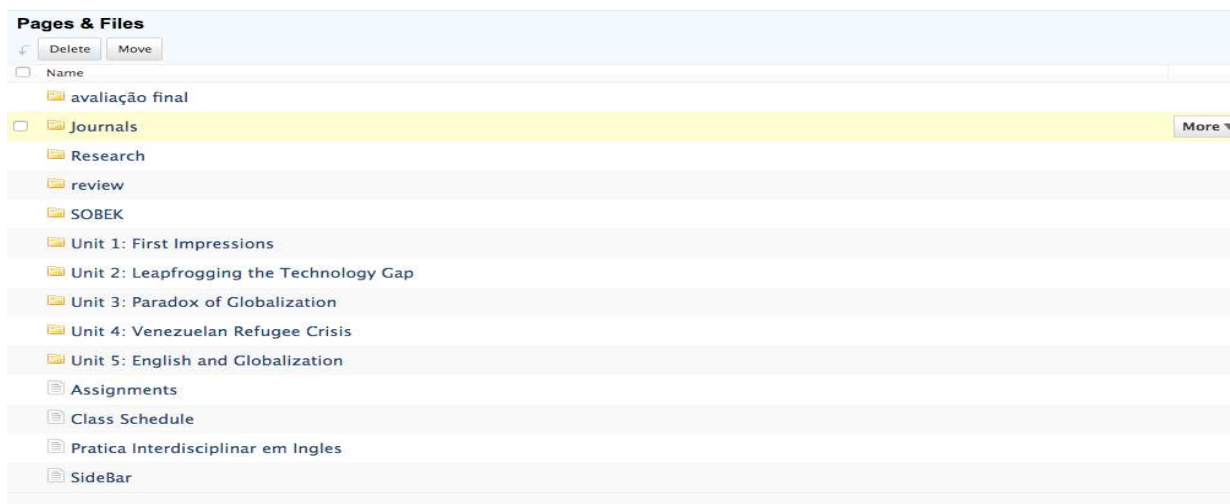 Pages & Files
Delete Move
Name
avaliação final
Journals More
Research
review
SOBEK
Unit 1: First Impressions
Unit 2: Leapfrogging the Technology Gap
Unit 3: Paradox of Globalization
Unit 4: Venezuelan Refugee Crisis
Unit 5: English and Globalization
Assignments
Class Schedule
Pratica Interdisciplinar em Ingles
SideBar